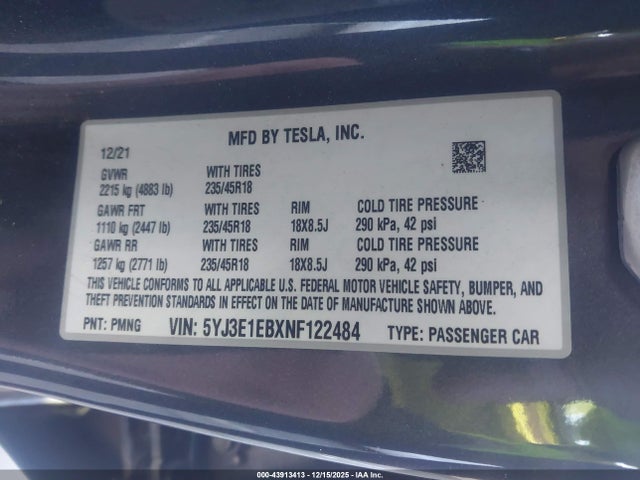 MFD BY TESLA, INC.
12/21
GVWR WITH TIRES
2215 kg (4883 lb) 235/45R18
GAWR FRT WITH TIRES RIM COLD TIRE PRESSURE
1110 kg (2447 lb) 235/45R18 18X8.5J 290 kPa, 42 psi
GAWR RR WITH TIRES RIM COLD TIRE PRESSURE
1257 kg (2771 lb) 235/45R18 18X8.5J 290 kPa, 42 psi
THIS VEHICLE CONFORMS TO ALL APPLICABLE U.S. FEDERAL MOTOR VEHICLE SAFETY, BUMPER, AND
THEFT PREVENTION STANDARDS IN EFFECT ON THE DATE OF MANUFACTURE SHOWN ABOVE.
PNT: PMNG VIN: 5YJ3E1EBXNF122484 TYPE: PASSENGER CAR
000-43913413 - 12/15/2025 - IAA Inc.